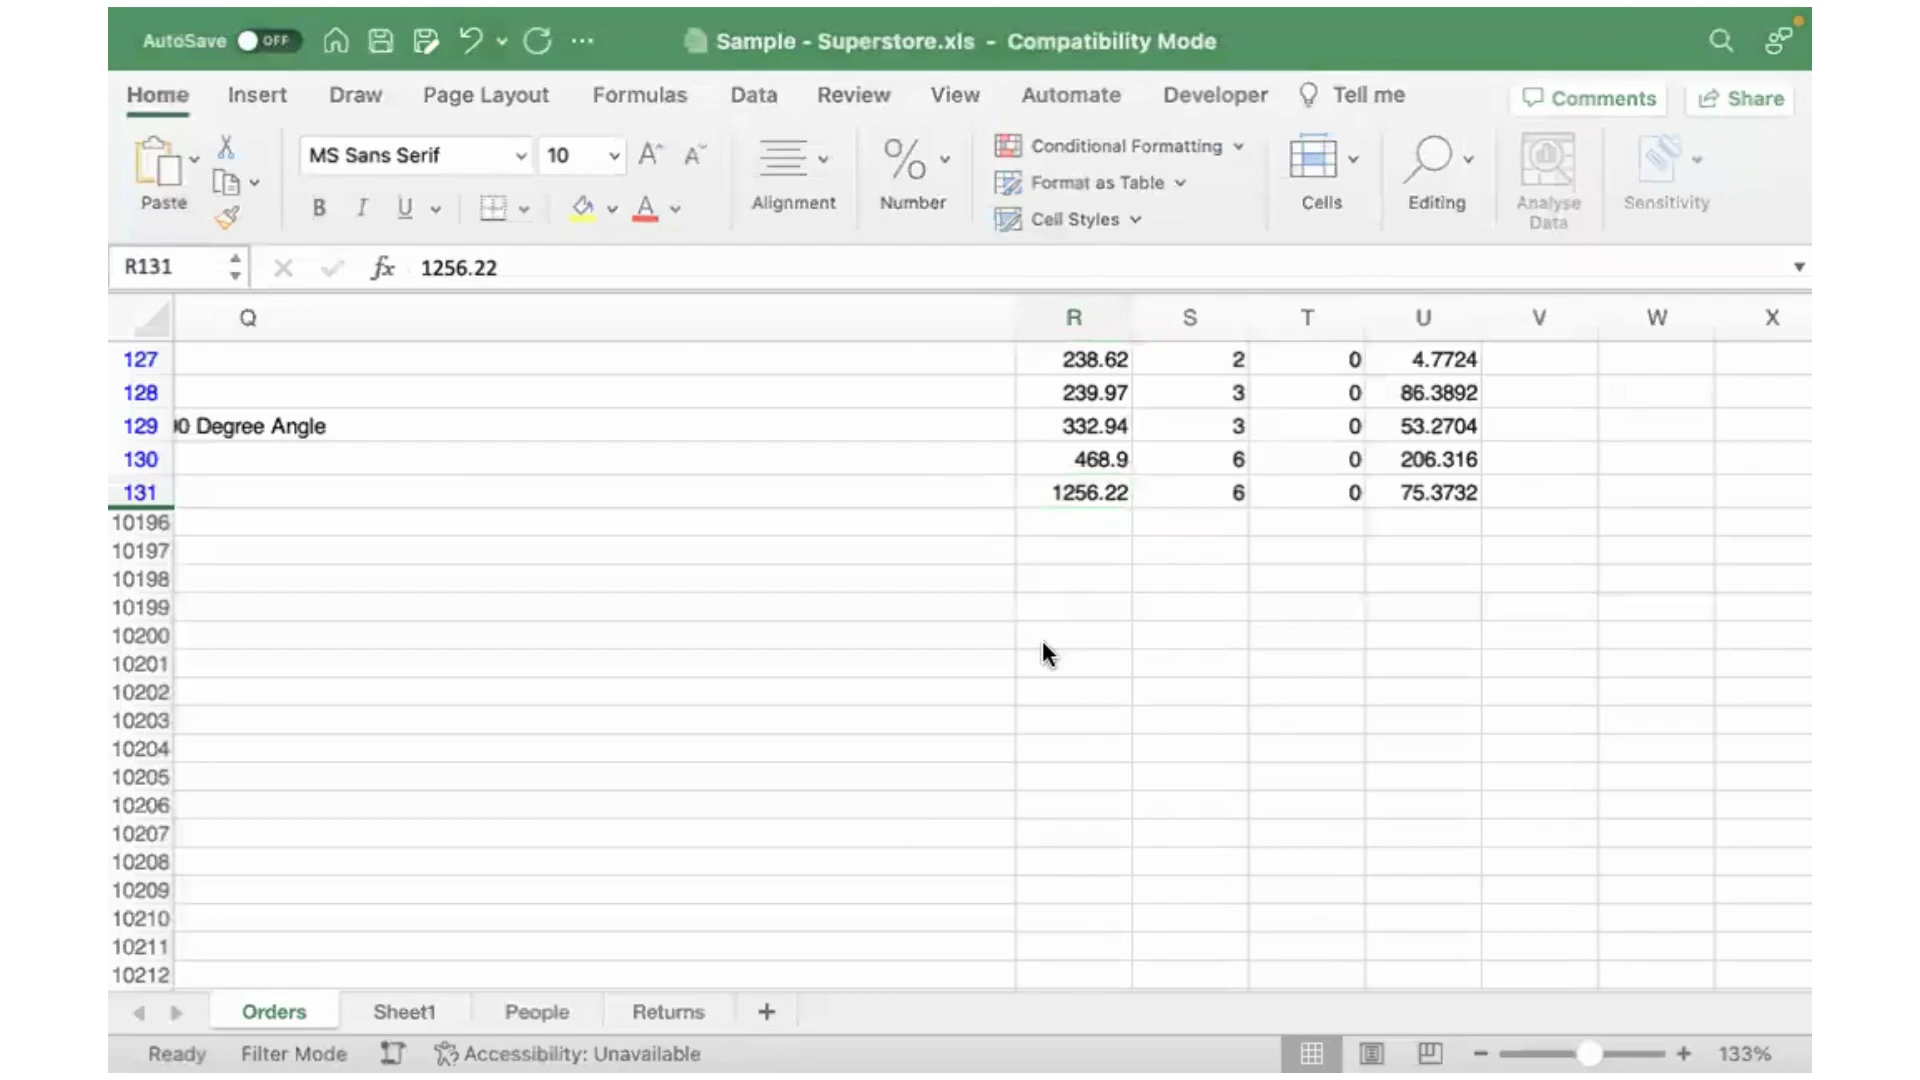 AutoSave OFF ... Sample - Superstore.xls - Compatibility Mode
Home Insert Draw Page Layout Formulas Data Review View Automate Developer Tell me Comments Share
Paste MS Sans Serif 10 A A
B I U A
Alignment % Number
Conditional Formatting
Format as Table
Cell Styles
Cells Editing Analyse Data Sensitivity
R131 fx 1256.22
Q R S T U V W X
127 238.62 2 0 4.7724
128 239.97 3 0 86.3892
129 Degree Angle 332.94 3 0 53.2704
130 468.9 6 0 206.316
131 1256.22 6 0 75.3732
10196
10197
10198
10199
10200
10201
10202
10203
10204
10205
10206
10207
10208
10209
10210
10211
10212
Orders Sheet1 People Returns +
Ready Filter Mode Accessibility: Unavailable - + 133%